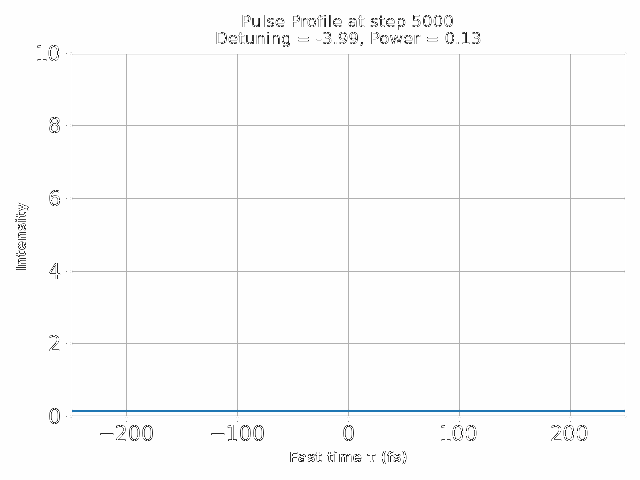 Pulse Profile at step 5000
Detuning = -3.99, Power = 0.13
10
8
6
4
2
0
Intensity
−200 −100 0 100 200
Fast time τ (fs)